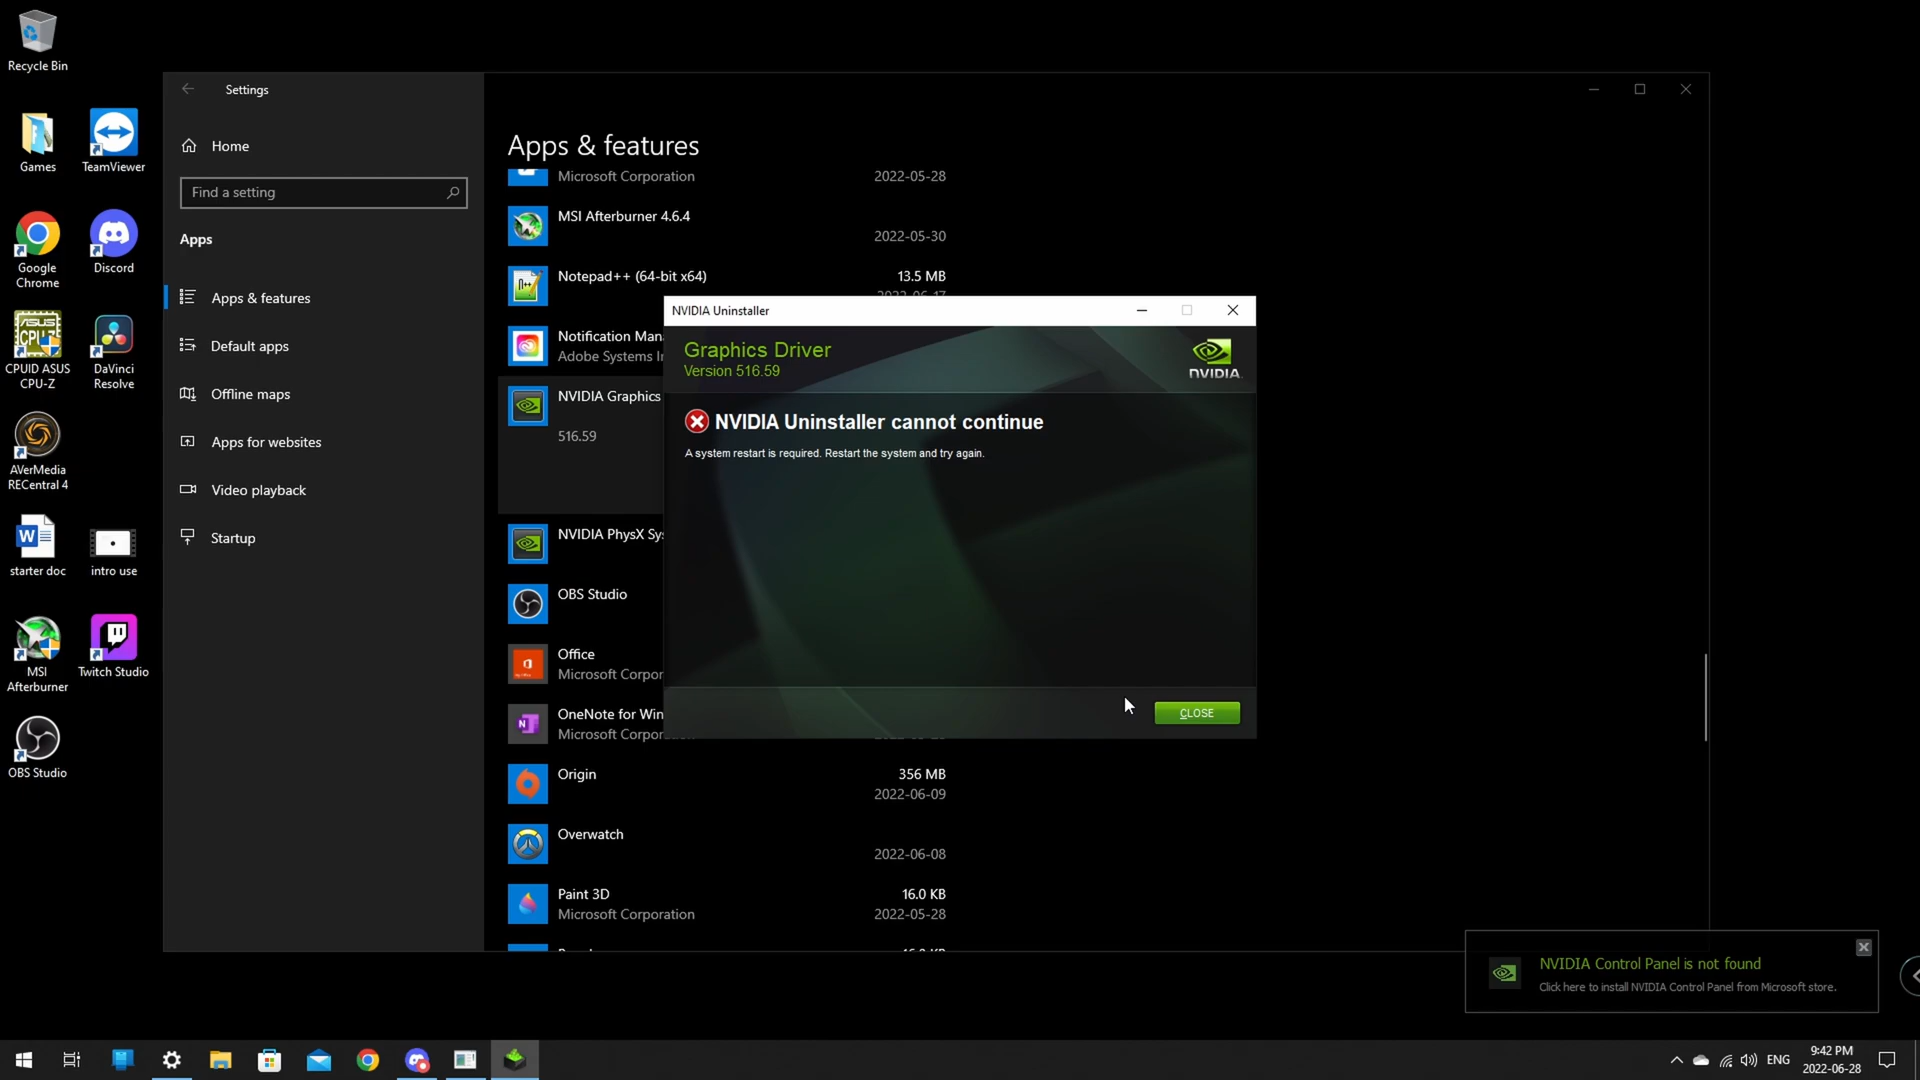 Recycle Bin
Games
TeamViewer
Google
Chrome
Discord
CPUID ASUS
CPU-Z
DaVinci
Resolve
AVerMedia
RECentral 4
starter doc
intro use
MSI
Afterburner
Twitch Studio
OBS Studio
Settings
Home
Find a setting
Apps
Apps & features
Default apps
Offline maps
Apps for websites
Video playback
Startup
Apps & features
Microsoft Corporation 2022-05-28
MSI Afterburner 4.6.4
2022-05-30
Notepad++ (64-bit x64) 13.5 MB
2022-06-17
Notification Man
Adobe Systems In
NVIDIA Graphics
516.59
NVIDIA PhysX Sys
OBS Studio
Office
Microsoft Corpor
OneNote for Win
Microsoft Corpor
Origin 356 MB
2022-06-09
Overwatch
2022-06-08
Paint 3D 16.0 KB
Microsoft Corporation 2022-05-28
NVIDIA Uninstaller
Graphics Driver
Version 516.59
NVIDIA.
NVIDIA Uninstaller cannot continue
A system restart is required. Restart the system and try again.
CLOSE
NVIDIA Control Panel is not found
Click here to install NVIDIA Control Panel from Microsoft store.
ENG
9:42 PM
2022-06-28